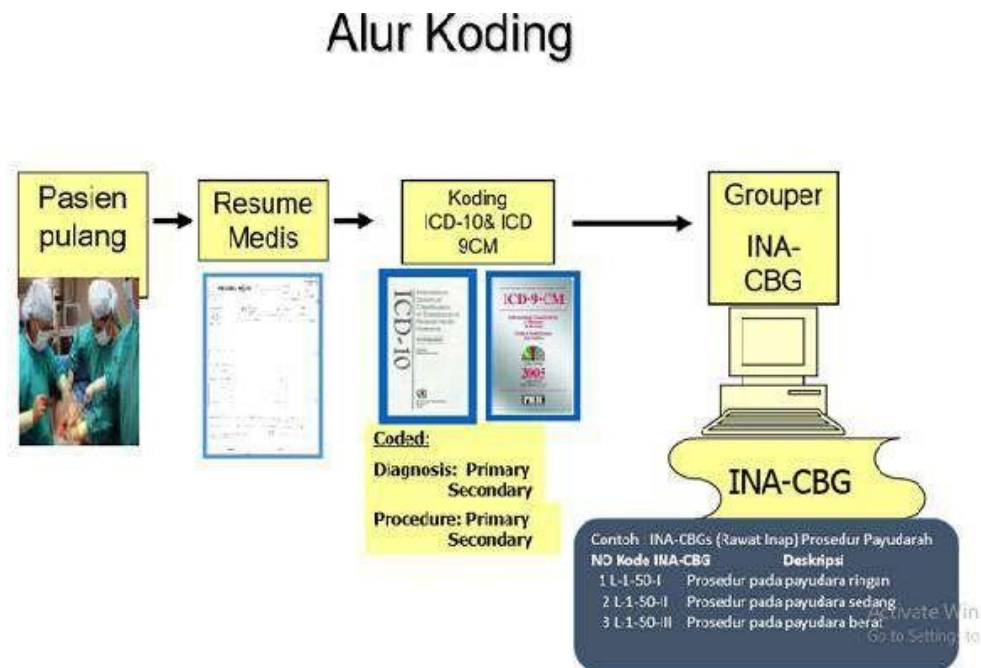 Alur Koding
Pasien
pulang
Resume
Medis
Koding
ICD-10& ICD
9CM
Grouper
INA-
CBG
ICD-10
ICD-9-CM
2005
Coded:
Diagnosis: Primary
Secondary
Procedure: Primary
Secondary
INA-CBG
Contoh INA-CBGs (Rawat Inap) Prosedur Payudarah
NO Kode INA-CBG Deskripsi
1 L-1-50-I Prosedur pada payudara ringan
2 L-1-50-II Prosedur pada payudara sedang
3 L-1-50-III Prosedur pada payudara berat
Activate Win
Go to Settings to